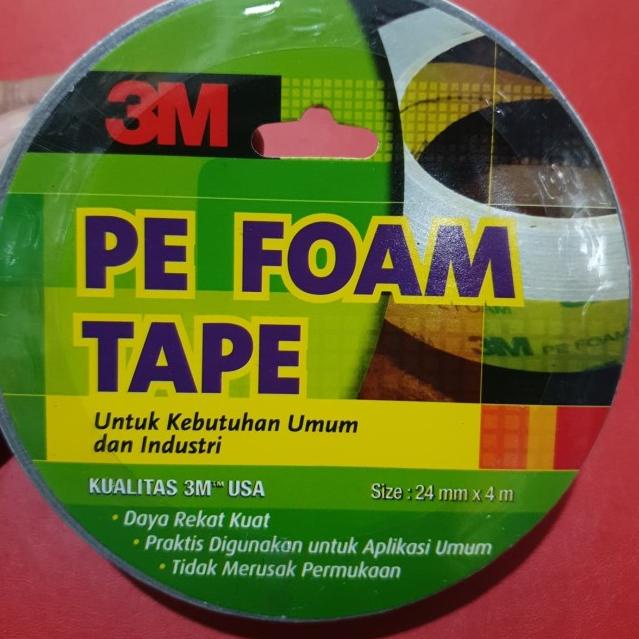 3M
PE FOAM
TAPE
Untuk Kebutuhan Umum
dan Industri
KUALITAS 3M™ USA
Size : 24 mm x 4 m
• Daya Rekat Kuat
• Praktis Digunakan untuk Aplikasi Umum
• Tidak Merusak Permukaan
3M PE FOAM